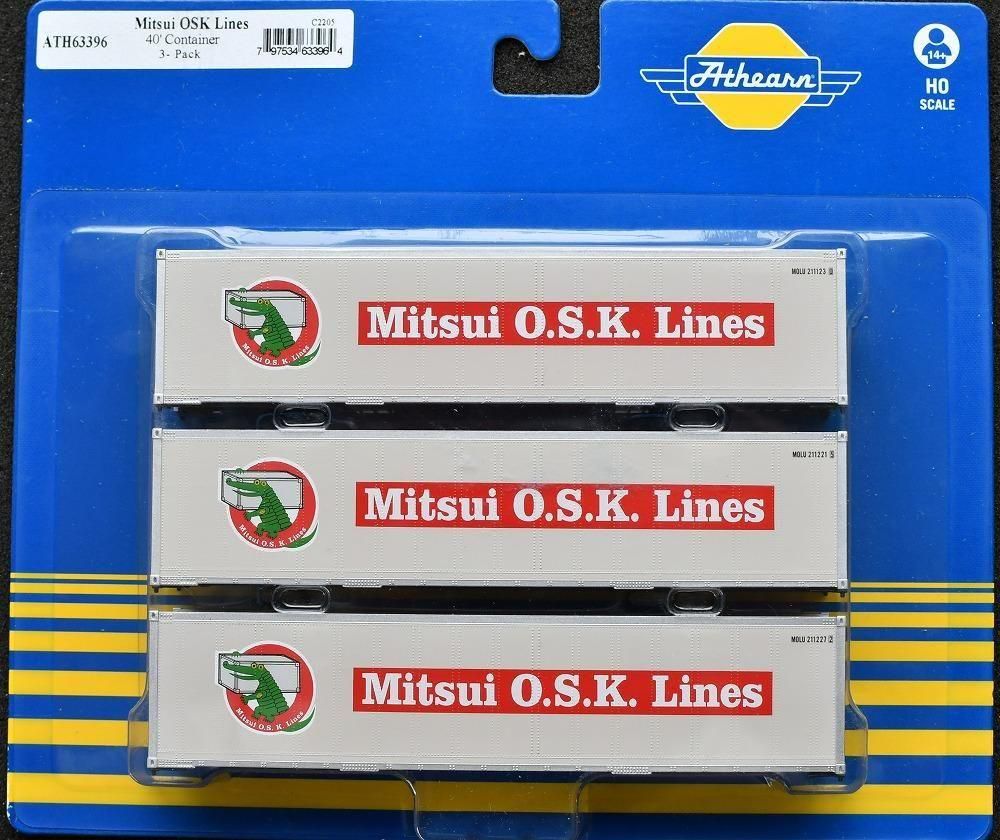 Mitsui OSK Lines
C2205
ATH63396
40' Container
3- Pack
7 97534 63396 4
Athearn
14+
HO
SCALE
MOLU 211123 0
Mitsui O.S.K. Lines
Mitsui O.S.K. Lines
MOLU 211221 5
Mitsui O.S.K. Lines
Mitsui O.S.K. Lines
MOLU 211227 2
Mitsui O.S.K. Lines
Mitsui O.S.K. Lines